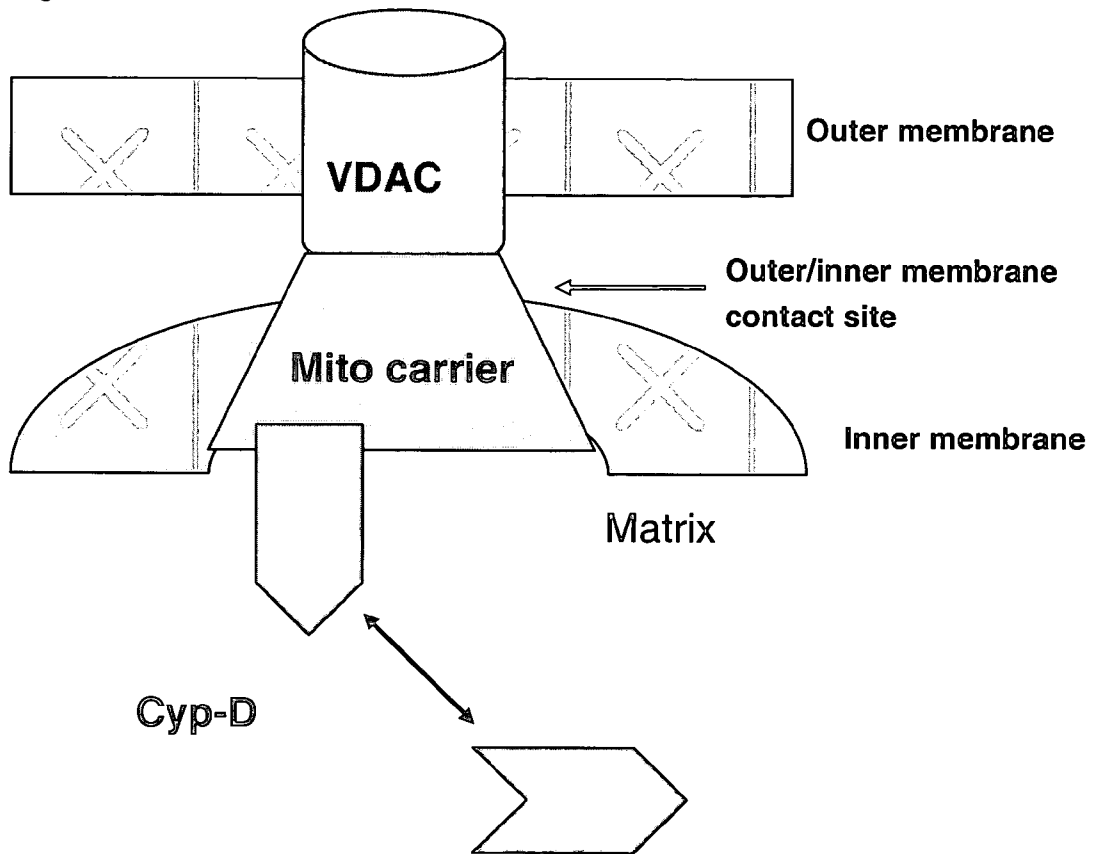 Outer membrane
VDAC
Outer/inner membrane
contact site
Mito carrier
Inner membrane
Matrix
Cyp-D